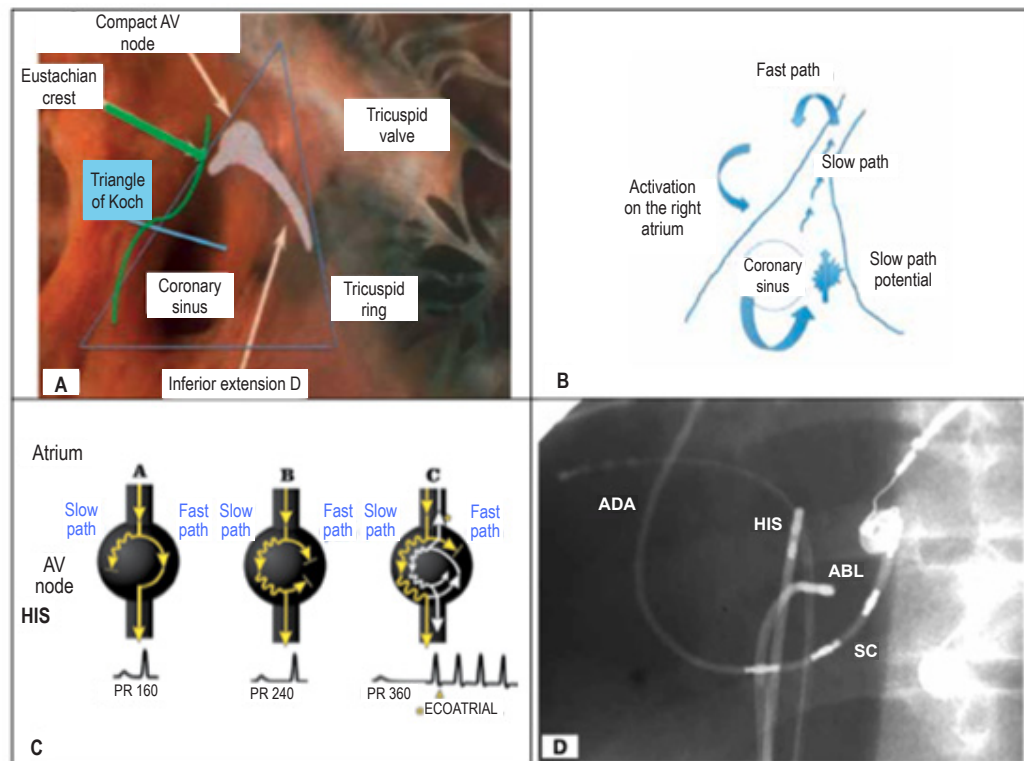 Compact AV
node
Eustachian
crest
Tricuspid
valve
Triangle
of Koch
Coronary
sinus
Tricuspid
ring
Inferior extension D
A
Fast path
Slow path
Activation
on the right
atrium
Coronary
sinus
Slow path
potential
B
Atrium
A
B
C
Slow
path
Fast
path
Slow
path
Fast
path
Slow
path
Fast
path
AV
node
HIS
PR 160
PR 240
PR 360
ECOATRIAL
C
ADA
HIS
ABL
SC
D